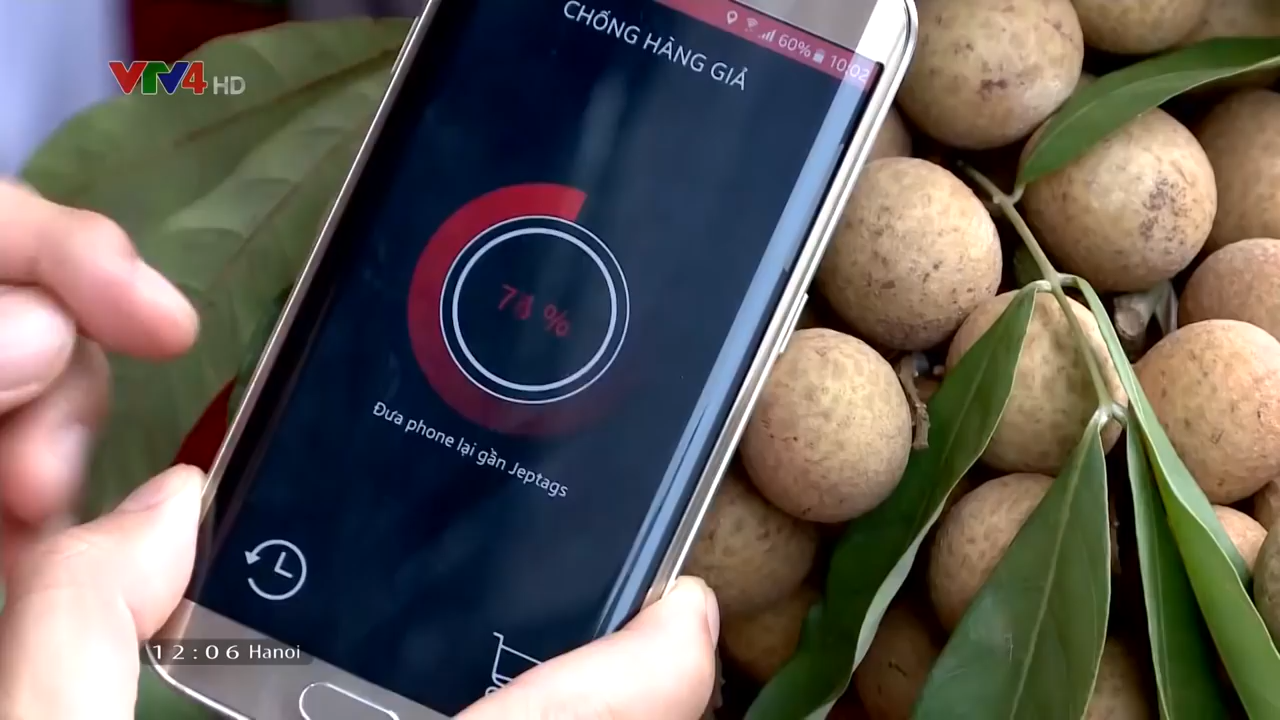 CHỐNG HÀNG GIẢ
60% 10:02
VTV4 HD
%
Đưa phone lại gần Jeptags
12:06 Hanoi